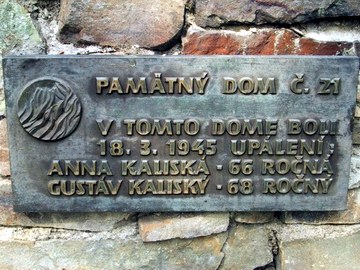 PAMÄTNÝ DOM Č. 21
V TOMTO DOME BOLI
18. 3. 1945 UPÁLENÍ:
ANNA KALISKÁ · 66 ROČNÁ
GUSTÁV KALISKÝ · 68 ROČNÝ